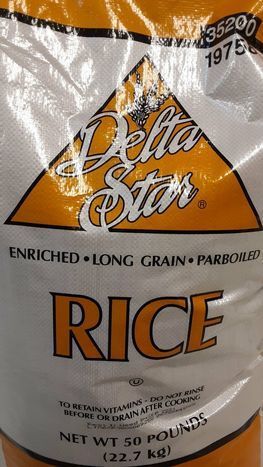 35200
1975
Delta
Star®
ENRICHED • LONG GRAIN • PARBOILED
RICE
U
TO RETAIN VITAMINS - DO NOT RINSE
BEFORE OR DRAIN AFTER COOKING
NET WT 50 POUNDS
(22.7 kg)